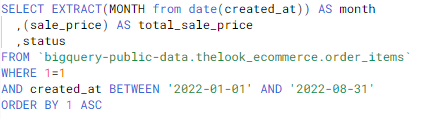 SELECT EXTRACT(MONTH from date(created_at)) AS month
,(sale_price) AS total_sale_price
,status
FROM `bigquery-public-data.thelook_ecommerce.order_items`
WHERE 1=1
AND created_at BETWEEN '2022-01-01' AND '2022-08-31'
ORDER BY 1 ASC